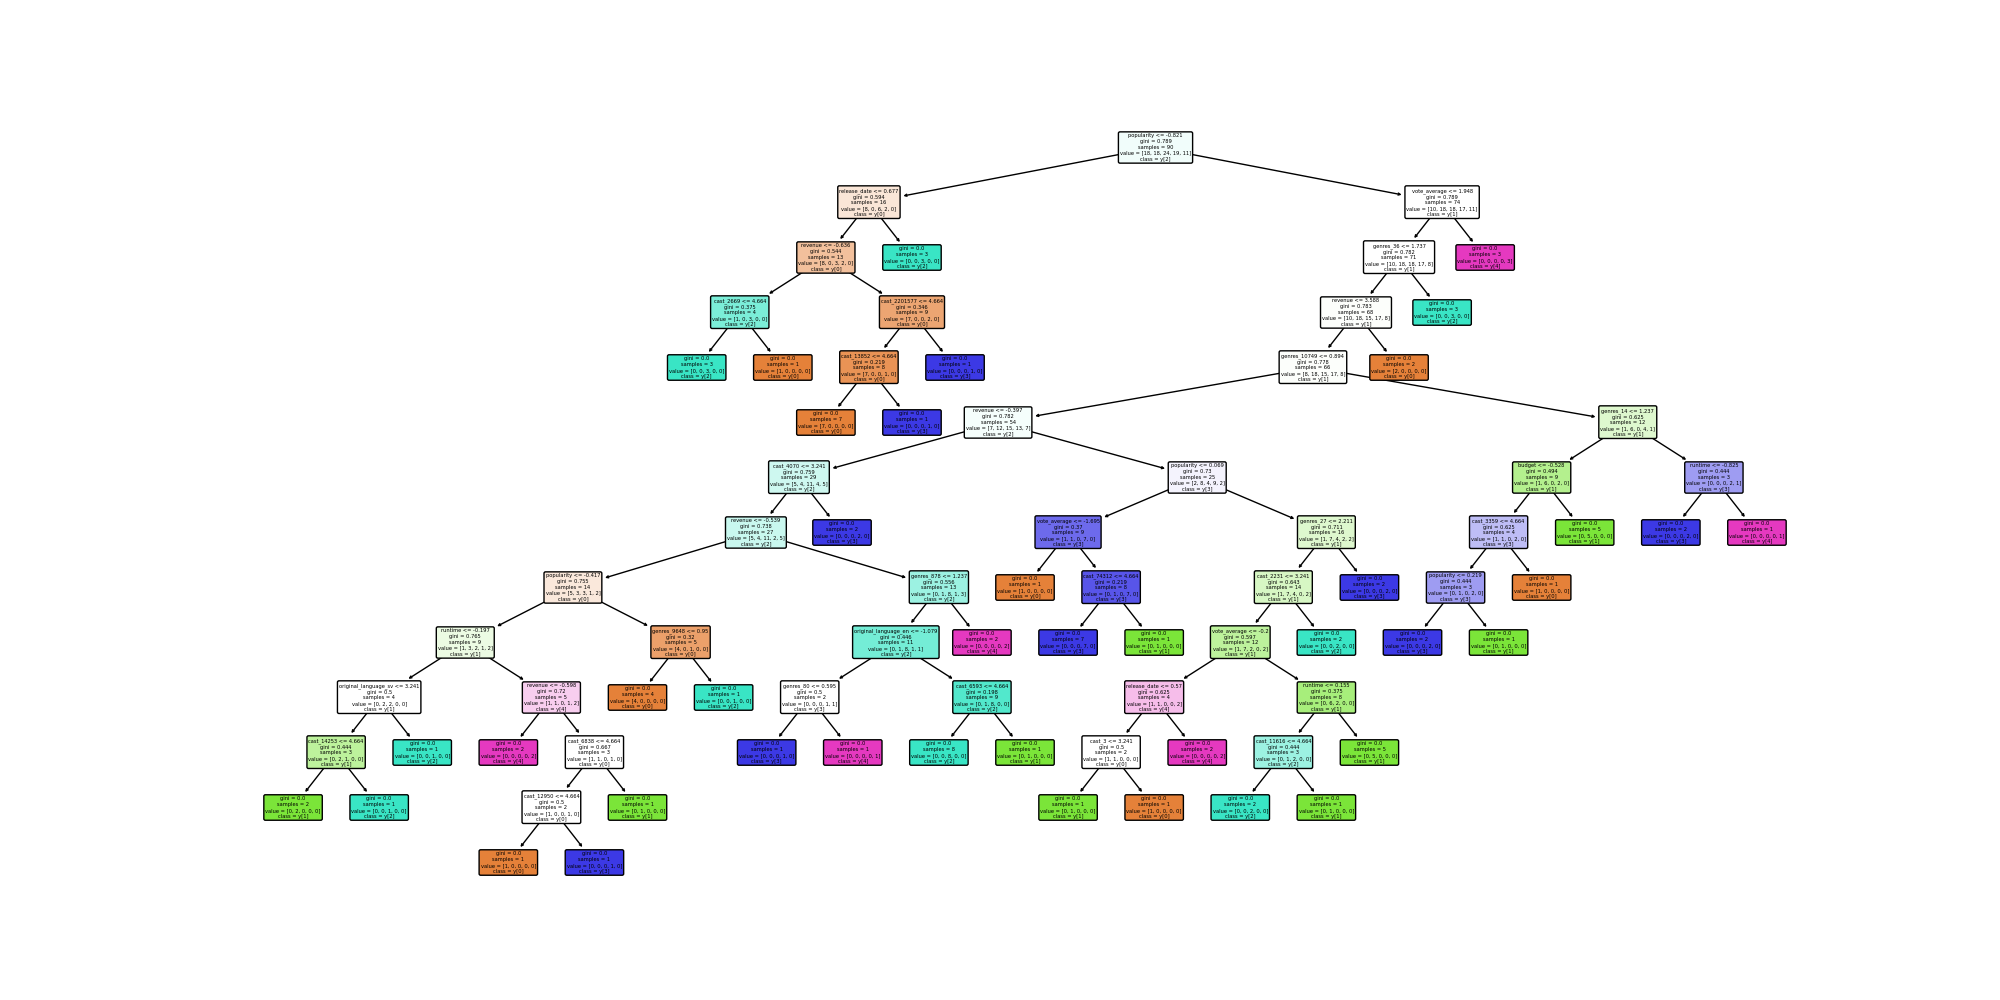 popularity <= -0.821
gini = 0.789
samples = 90
value = [18, 18, 24, 19, 11]
class = y[2]
release_date <= 0.677
gini = 0.594
samples = 16
value = [8, 0, 6, 2, 0]
class = y[0]
vote_average <= 1.948
gini = 0.789
samples = 74
value = [10, 18, 18, 17, 11]
class = y[1]
revenue <= -0.636
gini = 0.544
samples = 13
value = [8, 0, 3, 2, 0]
class = y[0]
gini = 0.0
samples = 3
value = [0, 0, 3, 0, 0]
class = y[2]
genres_36 <= 1.737
gini = 0.782
samples = 71
value = [10, 18, 18, 17, 8]
class = y[1]
gini = 0.0
samples = 3
value = [0, 0, 0, 0, 3]
class = y[4]
cast_2669 <= 4.664
gini = 0.375
samples = 4
value = [1, 0, 3, 0, 0]
class = y[2]
cast_2201577 <= 4.664
gini = 0.346
samples = 9
value = [7, 0, 0, 2, 0]
class = y[0]
revenue <= 3.588
gini = 0.783
samples = 68
value = [10, 18, 15, 17, 8]
class = y[1]
gini = 0.0
samples = 3
value = [0, 0, 3, 0, 0]
class = y[2]
gini = 0.0
samples = 3
value = [0, 0, 3, 0, 0]
class = y[2]
gini = 0.0
samples = 1
value = [1, 0, 0, 0, 0]
class = y[0]
cast_13852 <= 4.664
gini = 0.219
samples = 8
value = [7, 0, 0, 1, 0]
class = y[0]
gini = 0.0
samples = 1
value = [0, 0, 0, 1, 0]
class = y[3]
genres_10749 <= 0.894
gini = 0.778
samples = 66
value = [8, 18, 15, 17, 8]
class = y[1]
gini = 0.0
samples = 2
value = [2, 0, 0, 0, 0]
class = y[0]
gini = 0.0
samples = 7
value = [7, 0, 0, 0, 0]
class = y[0]
gini = 0.0
samples = 1
value = [0, 0, 0, 1, 0]
class = y[3]
revenue <= -0.397
gini = 0.782
samples = 54
value = [7, 12, 15, 13, 7]
class = y[2]
genres_14 <= 1.237
gini = 0.625
samples = 12
value = [1, 6, 0, 4, 1]
class = y[1]
cast_4070 <= 3.241
gini = 0.759
samples = 29
value = [5, 4, 11, 4, 5]
class = y[2]
popularity <= 0.069
gini = 0.73
samples = 25
value = [2, 8, 4, 9, 2]
class = y[3]
budget <= -0.528
gini = 0.494
samples = 9
value = [1, 6, 0, 2, 0]
class = y[1]
runtime <= -0.825
gini = 0.444
samples = 3
value = [0, 0, 0, 2, 1]
class = y[3]
revenue <= -0.539
gini = 0.738
samples = 27
value = [5, 4, 11, 2, 5]
class = y[2]
gini = 0.0
samples = 2
value = [0, 0, 0, 2, 0]
class = y[3]
vote_average <= -1.695
gini = 0.37
samples = 9
value = [1, 1, 0, 7, 0]
class = y[3]
genres_27 <= 2.211
gini = 0.711
samples = 16
value = [1, 7, 4, 2, 2]
class = y[1]
cast_3359 <= 4.664
gini = 0.625
samples = 4
value = [1, 1, 0, 2, 0]
class = y[3]
gini = 0.0
samples = 5
value = [0, 5, 0, 0, 0]
class = y[1]
gini = 0.0
samples = 2
value = [0, 0, 0, 2, 0]
class = y[3]
gini = 0.0
samples = 1
value = [0, 0, 0, 0, 1]
class = y[4]
popularity <= -0.417
gini = 0.755
samples = 14
value = [5, 3, 3, 1, 2]
class = y[0]
genres_878 <= 1.237
gini = 0.556
samples = 13
value = [0, 1, 8, 1, 3]
class = y[2]
gini = 0.0
samples = 1
value = [1, 0, 0, 0, 0]
class = y[0]
cast_74312 <= 4.664
gini = 0.219
samples = 8
value = [0, 1, 0, 7, 0]
class = y[3]
cast_2231 <= 3.241
gini = 0.643
samples = 14
value = [1, 7, 4, 0, 2]
class = y[1]
gini = 0.0
samples = 2
value = [0, 0, 0, 2, 0]
class = y[3]
popularity <= 0.219
gini = 0.444
samples = 3
value = [0, 1, 0, 2, 0]
class = y[3]
gini = 0.0
samples = 1
value = [1, 0, 0, 0, 0]
class = y[0]
runtime <= -0.197
gini = 0.765
samples = 9
value = [1, 3, 2, 1, 2]
class = y[1]
genres_9648 <= 0.95
gini = 0.32
samples = 5
value = [4, 0, 1, 0, 0]
class = y[0]
original_language_en <= -1.079
gini = 0.446
samples = 11
value = [0, 1, 8, 1, 1]
class = y[2]
gini = 0.0
samples = 2
value = [0, 0, 0, 0, 2]
class = y[4]
gini = 0.0
samples = 7
value = [0, 0, 0, 7, 0]
class = y[3]
gini = 0.0
samples = 1
value = [0, 1, 0, 0, 0]
class = y[1]
vote_average <= -0.2
gini = 0.597
samples = 12
value = [1, 7, 2, 0, 2]
class = y[1]
gini = 0.0
samples = 2
value = [0, 0, 2, 0, 0]
class = y[2]
gini = 0.0
samples = 2
value = [0, 0, 0, 2, 0]
class = y[3]
gini = 0.0
samples = 1
value = [0, 1, 0, 0, 0]
class = y[1]
original_language_sv <= 3.241
gini = 0.5
samples = 4
value = [0, 2, 2, 0, 0]
class = y[1]
revenue <= -0.598
gini = 0.72
samples = 5
value = [1, 1, 0, 1, 2]
class = y[4]
gini = 0.0
samples = 4
value = [4, 0, 0, 0, 0]
class = y[0]
gini = 0.0
samples = 1
value = [0, 0, 1, 0, 0]
class = y[2]
genres_80 <= 0.595
gini = 0.5
samples = 2
value = [0, 0, 0, 1, 1]
class = y[3]
cast_6593 <= 4.664
gini = 0.198
samples = 9
value = [0, 1, 8, 0, 0]
class = y[2]
release_date <= 0.57
gini = 0.625
samples = 4
value = [1, 1, 0, 0, 2]
class = y[4]
runtime <= 0.155
gini = 0.375
samples = 8
value = [0, 6, 2, 0, 0]
class = y[1]
cast_14253 <= 4.664
gini = 0.444
samples = 3
value = [0, 2, 1, 0, 0]
class = y[1]
gini = 0.0
samples = 1
value = [0, 0, 1, 0, 0]
class = y[2]
gini = 0.0
samples = 2
value = [0, 0, 0, 0, 2]
class = y[4]
cast_6838 <= 4.664
gini = 0.667
samples = 3
value = [1, 1, 0, 1, 0]
class = y[0]
gini = 0.0
samples = 1
value = [0, 0, 0, 1, 0]
class = y[3]
gini = 0.0
samples = 1
value = [0, 0, 0, 0, 1]
class = y[4]
gini = 0.0
samples = 8
value = [0, 0, 8, 0, 0]
class = y[2]
gini = 0.0
samples = 1
value = [0, 1, 0, 0, 0]
class = y[1]
cast_3 <= 3.241
gini = 0.5
samples = 2
value = [1, 1, 0, 0, 0]
class = y[0]
gini = 0.0
samples = 2
value = [0, 0, 0, 0, 2]
class = y[4]
cast_11616 <= 4.664
gini = 0.444
samples = 3
value = [0, 1, 2, 0, 0]
class = y[2]
gini = 0.0
samples = 5
value = [0, 5, 0, 0, 0]
class = y[1]
gini = 0.0
samples = 2
value = [0, 2, 0, 0, 0]
class = y[1]
gini = 0.0
samples = 1
value = [0, 0, 1, 0, 0]
class = y[2]
cast_12950 <= 4.664
gini = 0.5
samples = 2
value = [1, 0, 0, 1, 0]
class = y[0]
gini = 0.0
samples = 1
value = [0, 1, 0, 0, 0]
class = y[1]
gini = 0.0
samples = 1
value = [0, 1, 0, 0, 0]
class = y[1]
gini = 0.0
samples = 1
value = [1, 0, 0, 0, 0]
class = y[0]
gini = 0.0
samples = 2
value = [0, 0, 2, 0, 0]
class = y[2]
gini = 0.0
samples = 1
value = [0, 1, 0, 0, 0]
class = y[1]
gini = 0.0
samples = 1
value = [1, 0, 0, 0, 0]
class = y[0]
gini = 0.0
samples = 1
value = [0, 0, 0, 1, 0]
class = y[3]